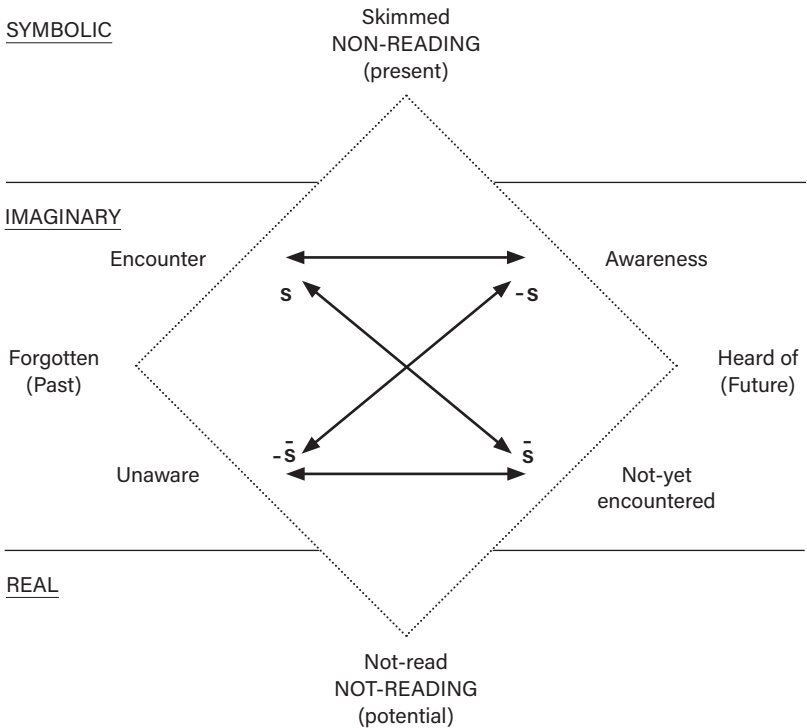 Skimmed
SYMBOLIC
NON-READING
(present)
IMAGINARY
Encounter
Awareness
s
-s
Forgotten
(Past)
Heard of
(Future)
-s̄
s̄
Unaware
Not-yet
encountered
REAL
Not-read
NOT-READING
(potential)